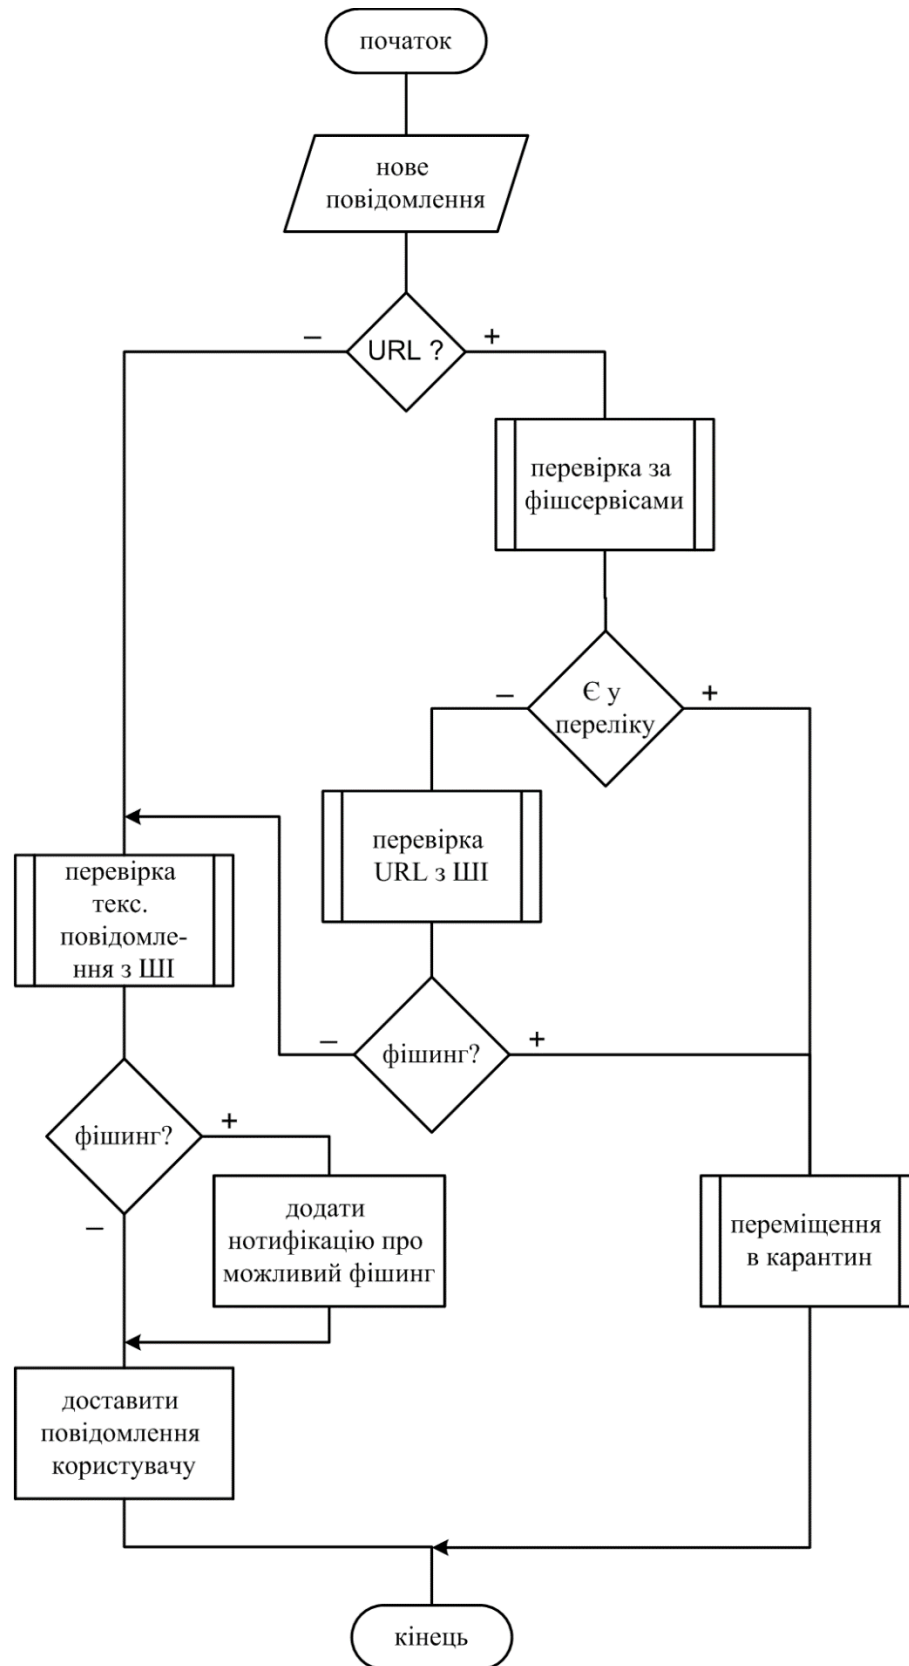 початок
нове
повідомлення
–
URL ?
+
перевірка за
фішсервісами
–
Є у
переліку
+
перевірка
URL з ШІ
перевірка
текс.
повідомле-
ння з ШІ
–
фішинг?
+
фішинг?
+
–
додати
нотифікацію про
можливий фішинг
переміщення
в карантин
доставити
повідомлення
користувачу
кінець